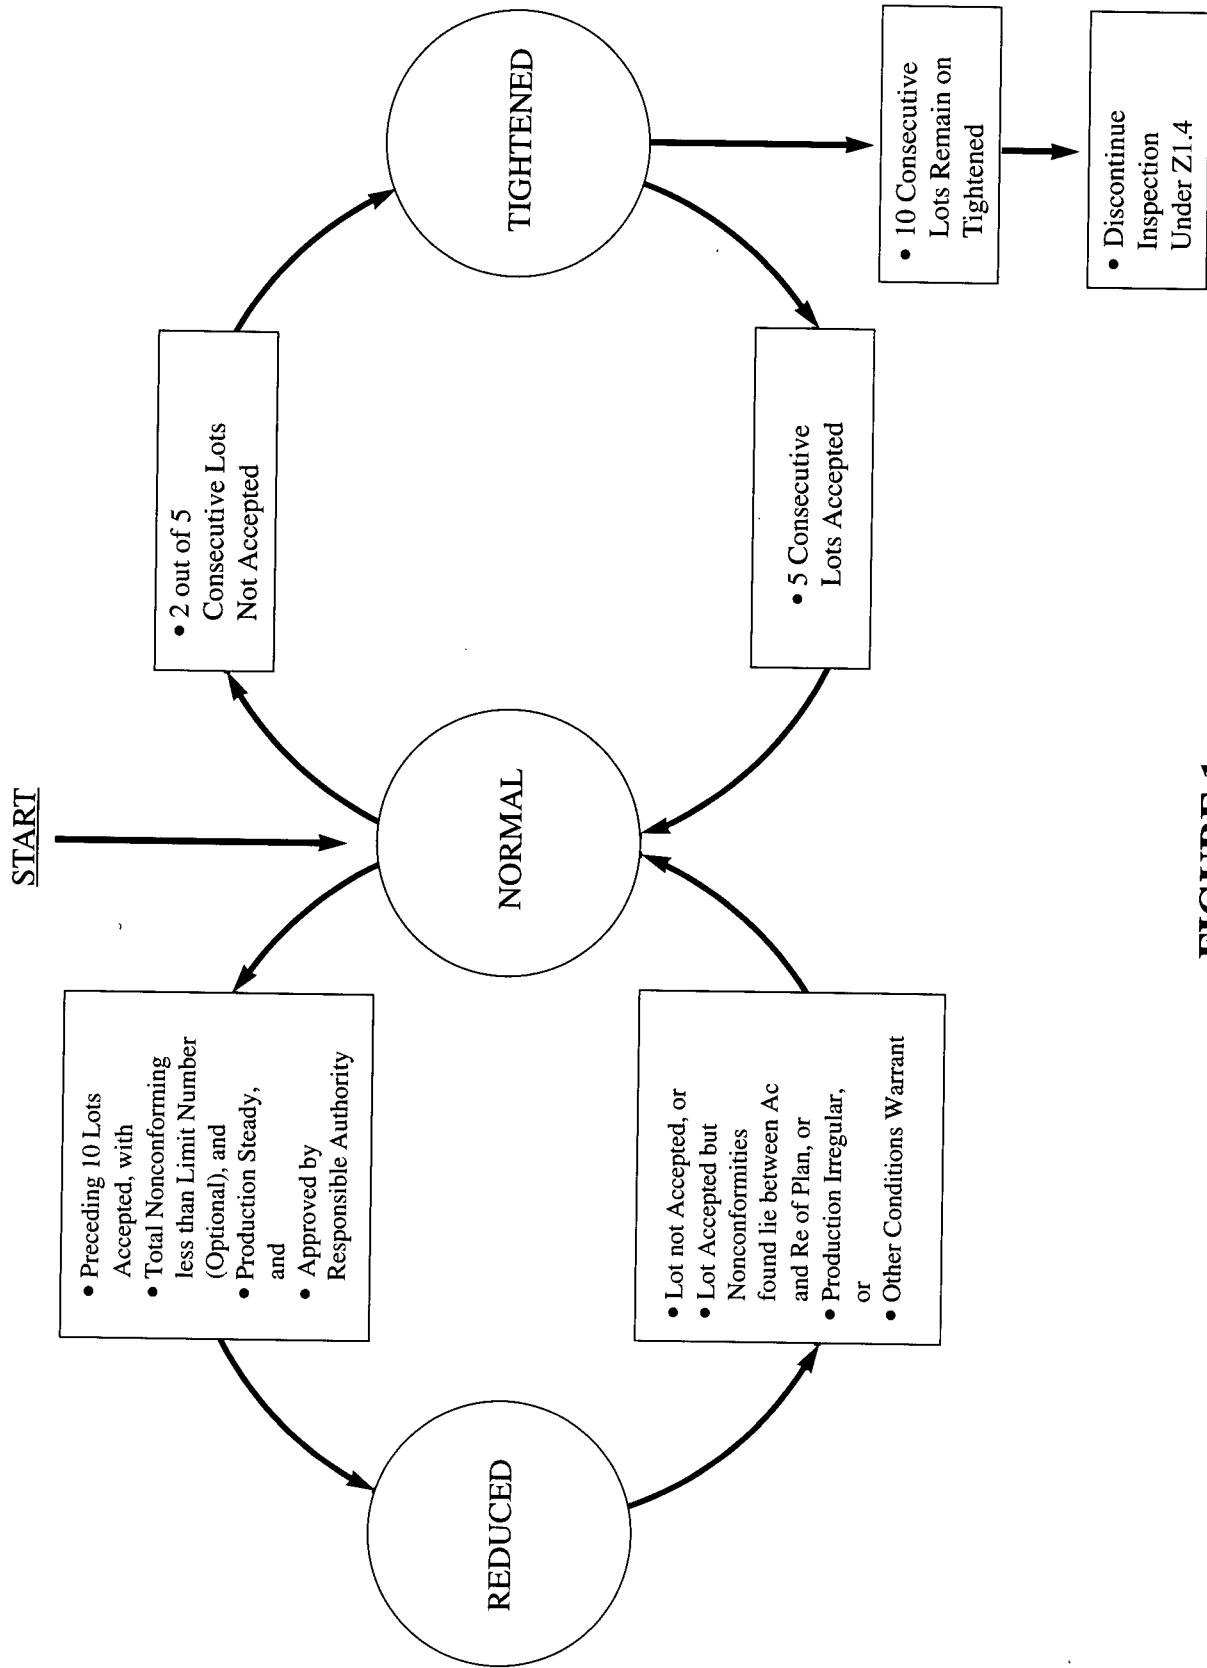 START
• Preceding 10 Lots
Accepted, with
• Total Nonconforming
less than Limit Number
(Optional), and
• Production Steady,
and
• Approved by
Responsible Authority
• 2 out of 5
Consecutive Lots
Not Accepted
REDUCED
NORMAL
TIGHTENED
• Lot not Accepted, or
• Lot Accepted but
Nonconformities
found lie between Ac
and Re of Plan, or
• Production Irregular,
or
• Other Conditions Warrant
• 5 Consecutive
Lots Accepted
• 10 Consecutive
Lots Remain on
Tightened
• Discontinue
Inspection
Under Z1.4
FIGURE 1